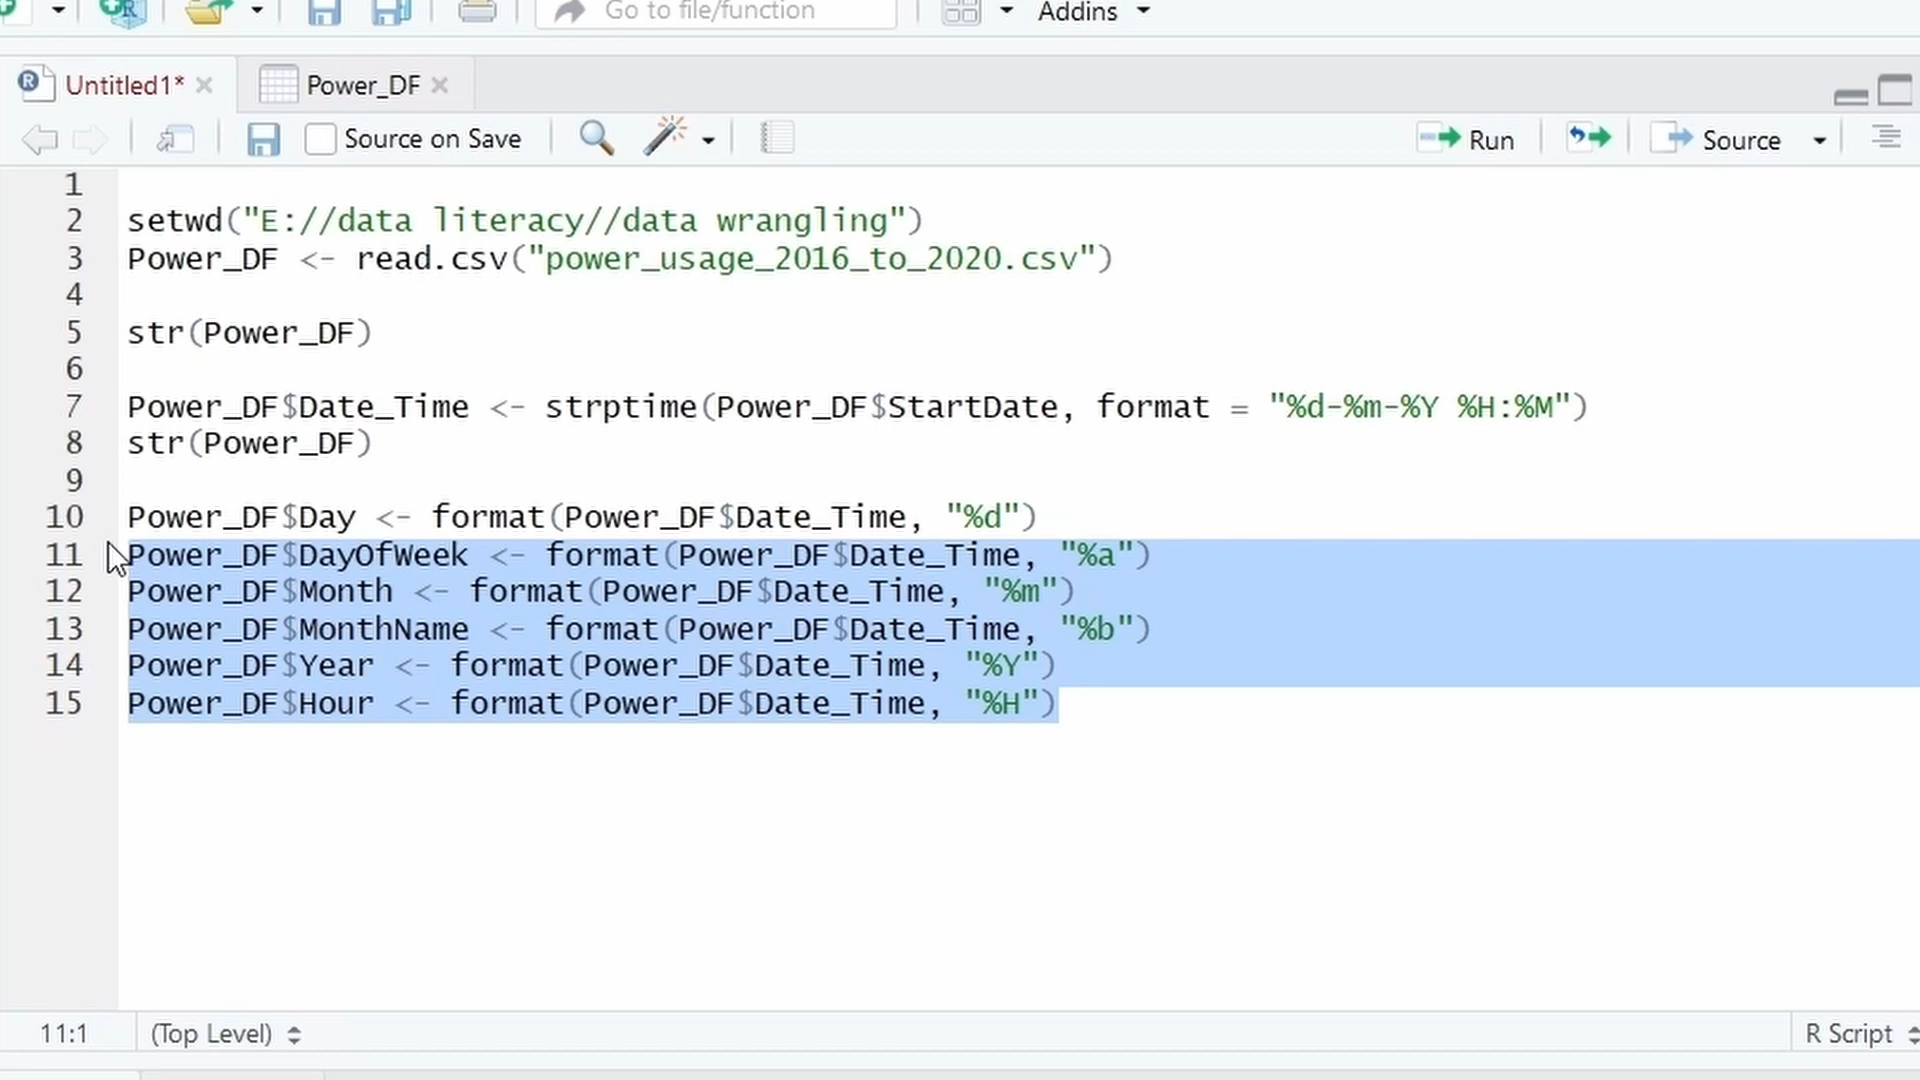 Go to file/function
Addins
Untitled1*
Power_DF
Source on Save
Run
Source
1
2 setwd("E://data literacy//data wrangling")
3 Power_DF <- read.csv("power_usage_2016_to_2020.csv")
4
5 str(Power_DF)
6
7 Power_DF$Date_Time <- strptime(Power_DF$StartDate, format = "%d-%m-%Y %H:%M")
8 str(Power_DF)
9
10 Power_DF$Day <- format(Power_DF$Date_Time, "%d")
11 Power_DF$DayOfWeek <- format(Power_DF$Date_Time, "%a")
12 Power_DF$Month <- format(Power_DF$Date_Time, "%m")
13 Power_DF$MonthName <- format(Power_DF$Date_Time, "%b")
14 Power_DF$Year <- format(Power_DF$Date_Time, "%Y")
15 Power_DF$Hour <- format(Power_DF$Date_Time, "%H")
11:1
(Top Level)
R Script